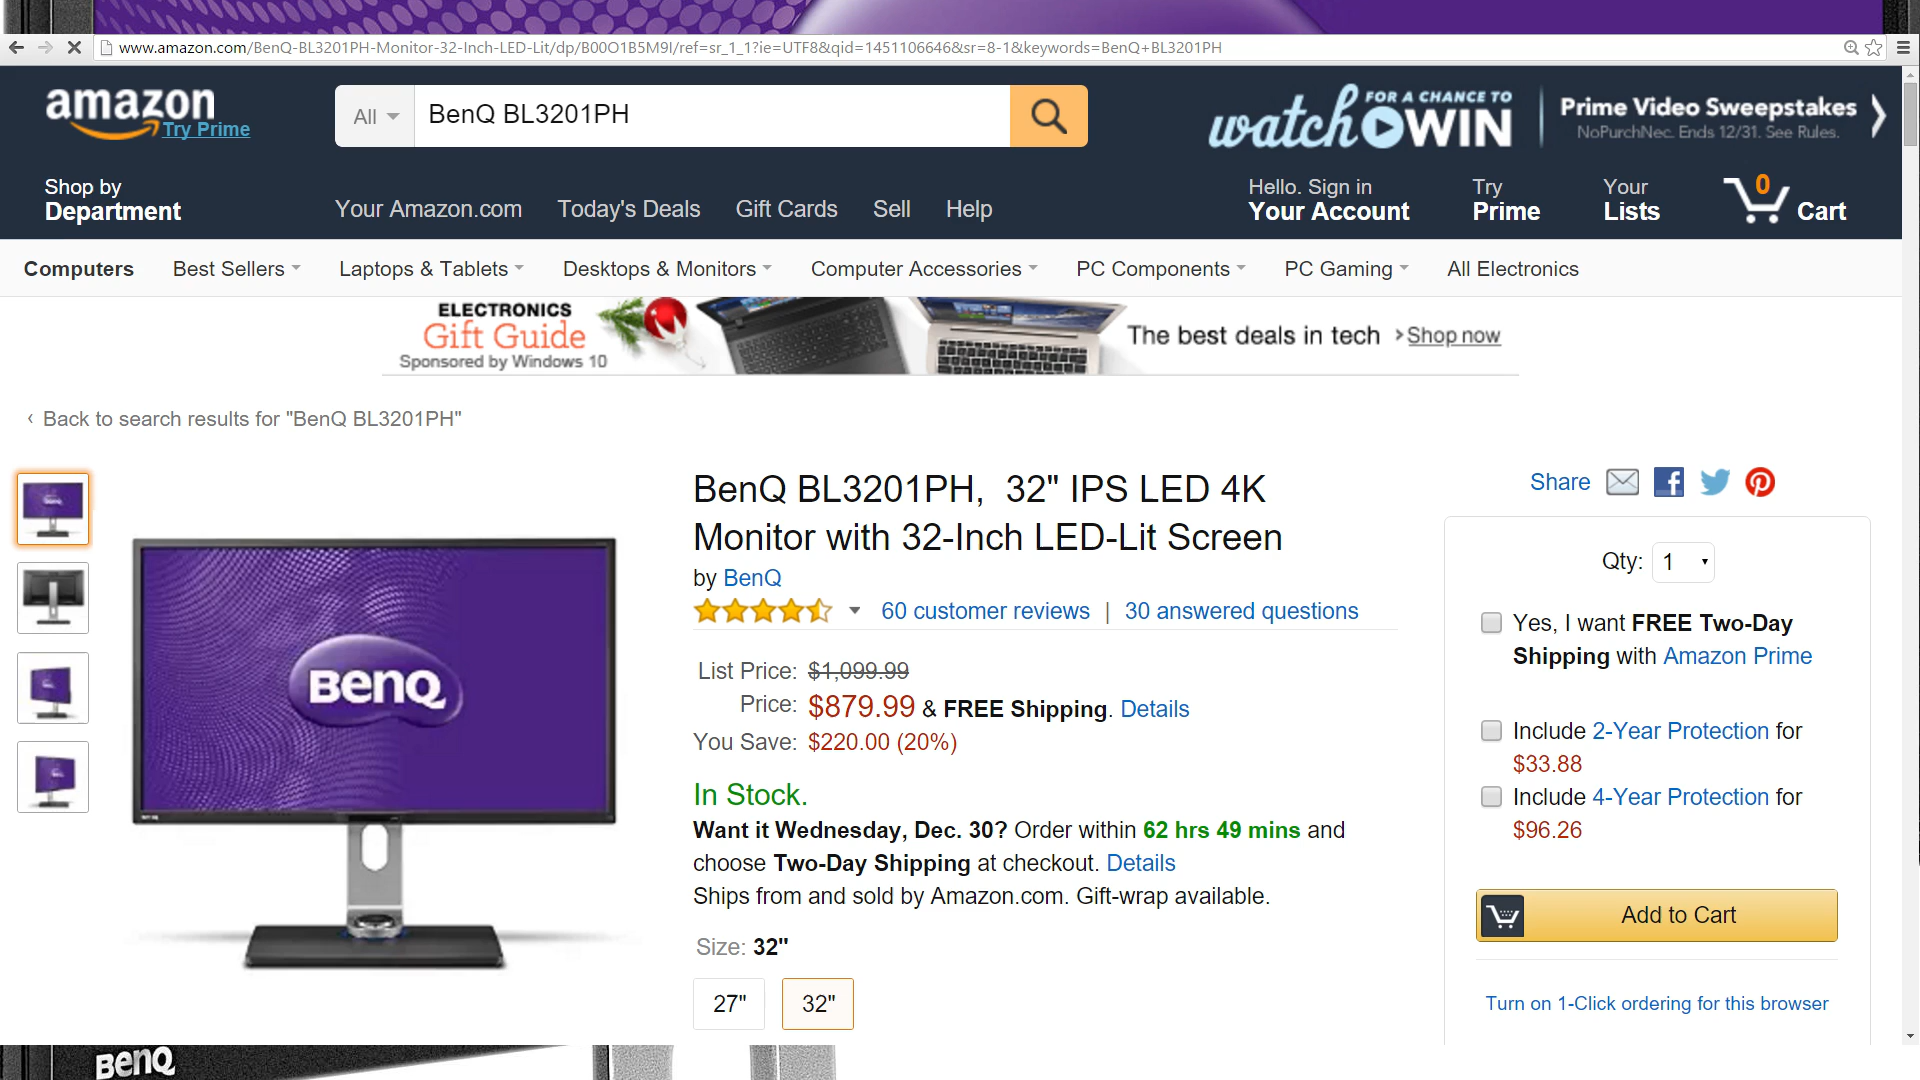 www.amazon.com/BenQ-BL3201PH-Monitor-32-Inch-LED-Lit/dp/B00O1B5M9I/ref=sr_1_1?ie=UTF8&qid=1451106646&sr=8-1&keywords=BenQ+BL3201PH
amazon
Try Prime
All
BenQ BL3201PH
watch
FOR A CHANCE TO
WIN
Prime Video Sweepstakes
NoPurchNec. Ends 12/31. See Rules.
Shop by
Department
Your Amazon.com
Today's Deals
Gift Cards
Sell
Help
Hello. Sign in
Your Account
Try
Prime
Your
Lists
0
Cart
Computers
Best Sellers
Laptops & Tablets
Desktops & Monitors
Computer Accessories
PC Components
PC Gaming
All Electronics
ELECTRONICS
Gift Guide
Sponsored by Windows 10
The best deals in tech › Shop now
‹ Back to search results for "BenQ BL3201PH"
BenQ
BenQ BL3201PH, 32" IPS LED 4K
Monitor with 32-Inch LED-Lit Screen
by BenQ
60 customer reviews | 30 answered questions
List Price: $1,099.99
Price: $879.99 & FREE Shipping. Details
You Save: $220.00 (20%)
In Stock.
Want it Wednesday, Dec. 30? Order within 62 hrs 49 mins and
choose Two-Day Shipping at checkout. Details
Ships from and sold by Amazon.com. Gift-wrap available.
Size: 32"
27"
32"
Share
Qty: 1
Yes, I want FREE Two-Day
Shipping with Amazon Prime
Include 2-Year Protection for
$33.88
Include 4-Year Protection for
$96.26
Add to Cart
Turn on 1-Click ordering for this browser
BenQ